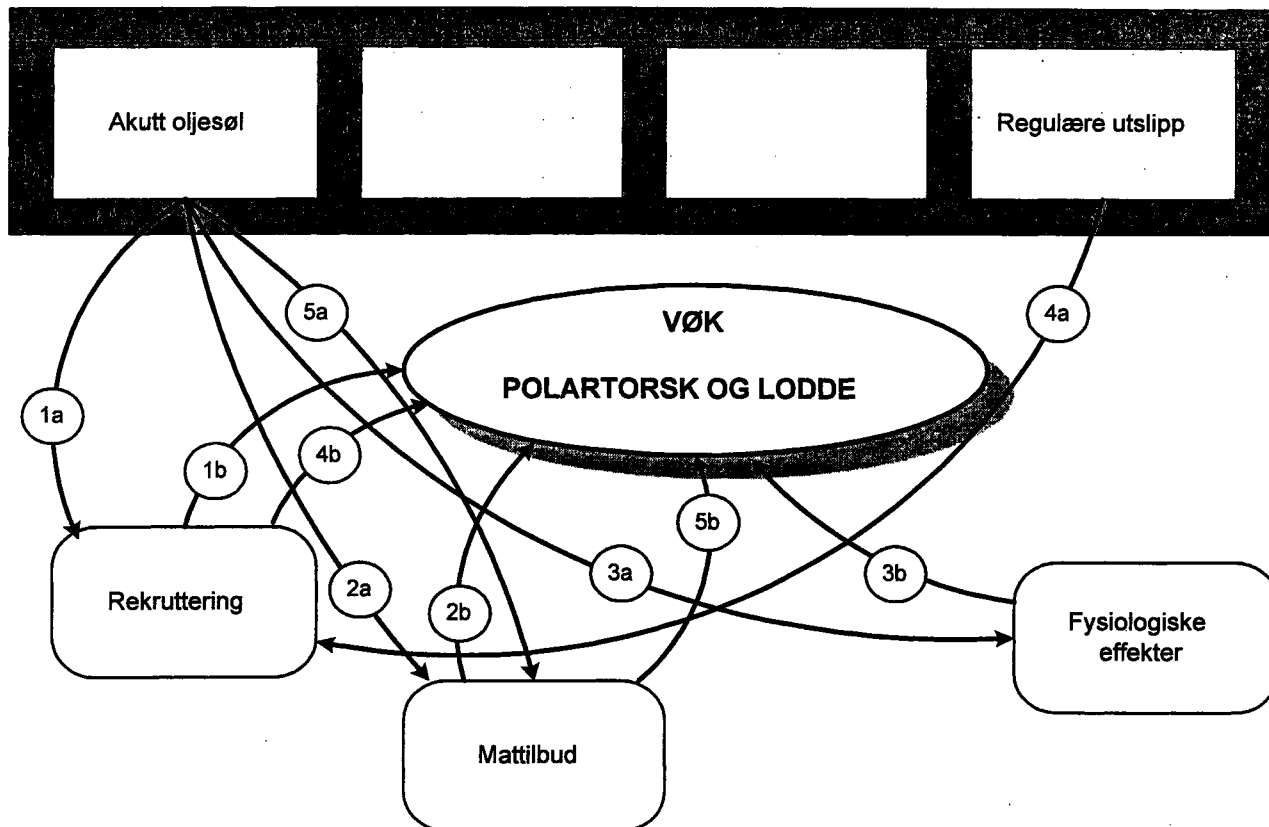 Akutt oljesøl
Regulære utslipp
5a
VØK
4a
POLARTORSK OG LODDE
1a
1b
4b
5b
2a
2b
3a
3b
Rekruttering
Fysiologiske
effekter
Mattilbud